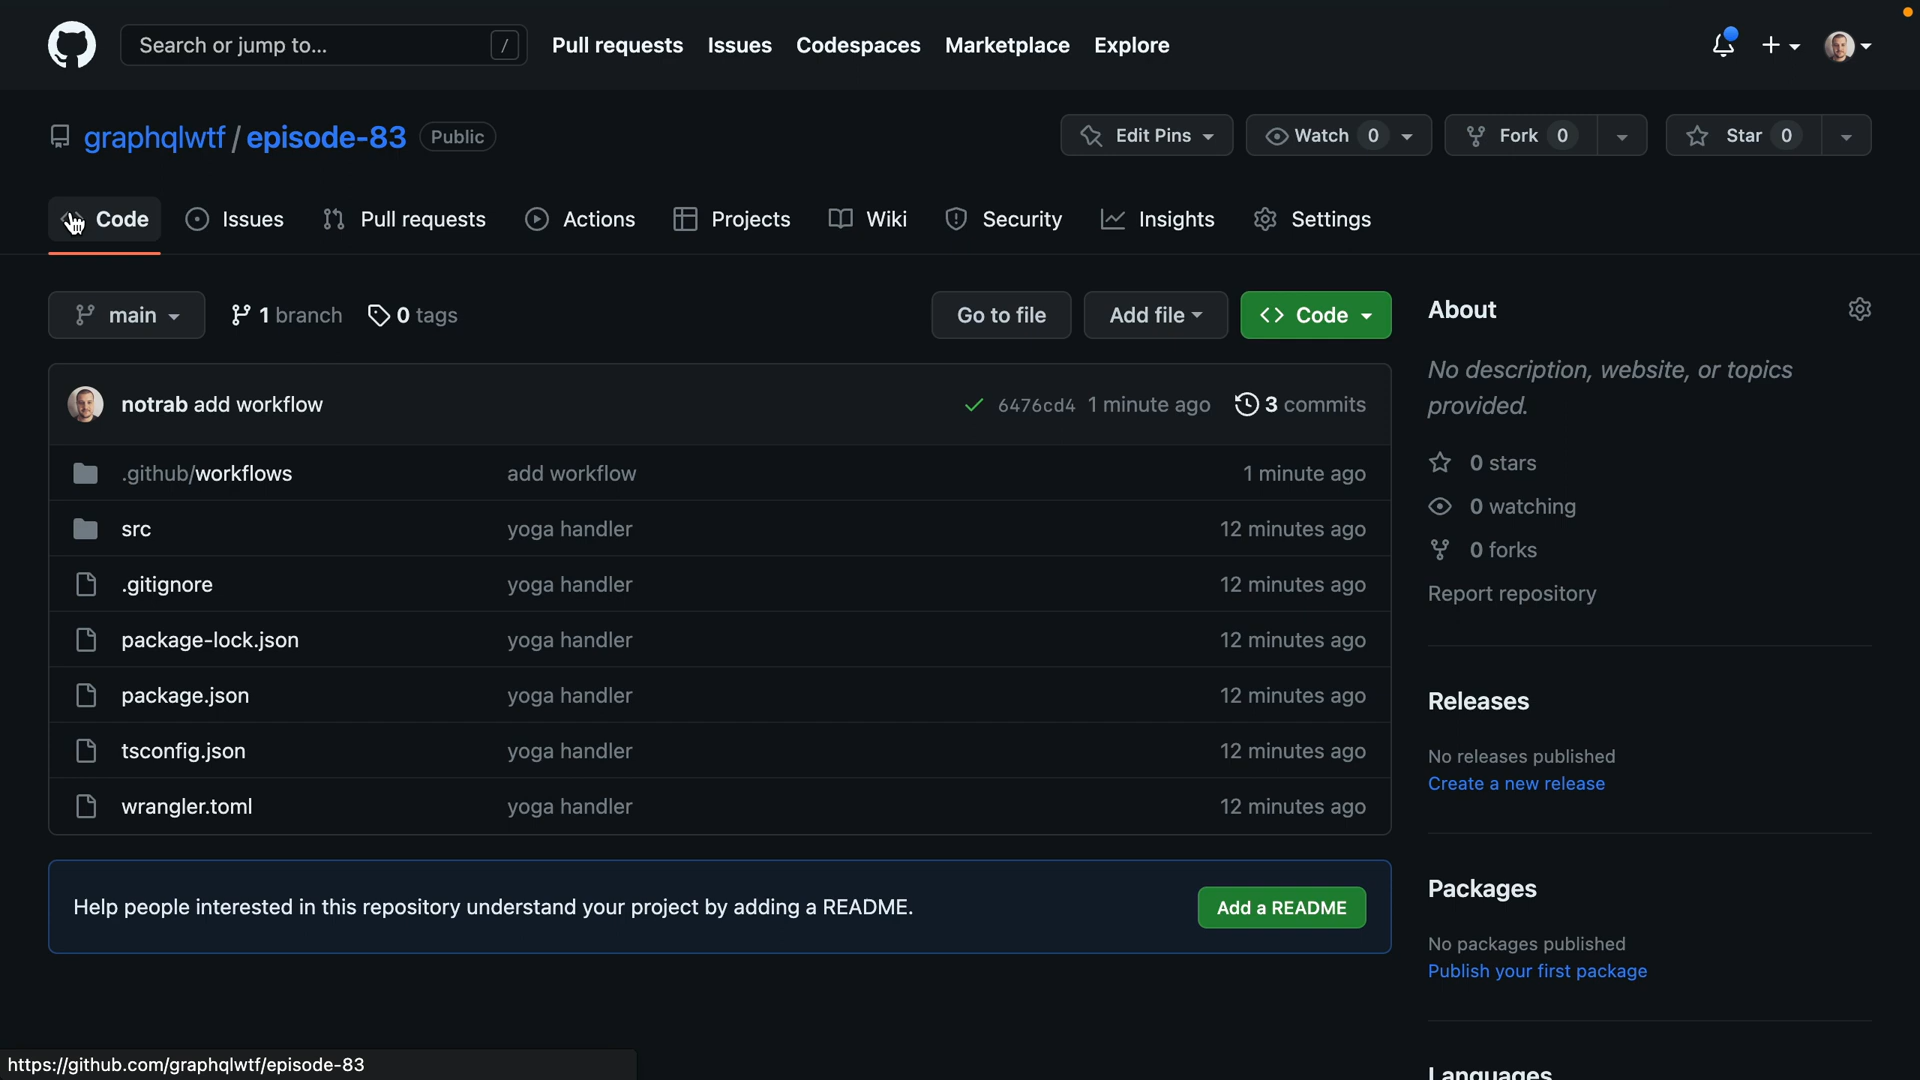 Search or jump to... /
Pull requests Issues Codespaces Marketplace Explore
graphqlwtf / episode-83 Public
Edit Pins Watch 0 Fork 0 Star 0
Code Issues Pull requests Actions Projects Wiki Security Insights Settings
main 1 branch 0 tags
Go to file Add file Code
notrab add workflow 6476cd4 1 minute ago 3 commits
.github/workflows add workflow 1 minute ago
src yoga handler 12 minutes ago
.gitignore yoga handler 12 minutes ago
package-lock.json yoga handler 12 minutes ago
package.json yoga handler 12 minutes ago
tsconfig.json yoga handler 12 minutes ago
wrangler.toml yoga handler 12 minutes ago
Help people interested in this repository understand your project by adding a README. Add a README
About
No description, website, or topics
provided.
0 stars
0 watching
0 forks
Report repository
Releases
No releases published
Create a new release
Packages
No packages published
Publish your first package
Languages
https://github.com/graphqlwtf/episode-83